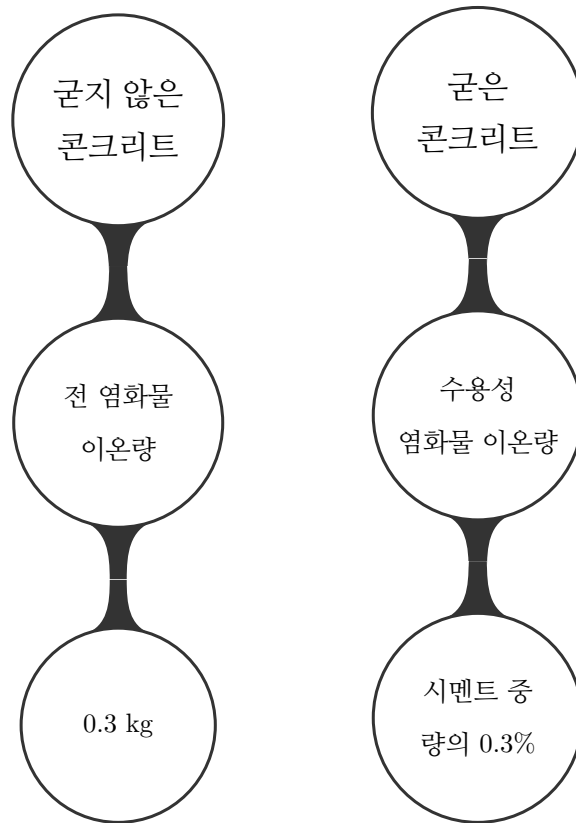 굳지 않은
콘크리트
전 염화물
이온량
0.3 kg
굳은
콘크리트
수용성
염화물 이온량
시멘트 중
량의 0.3%